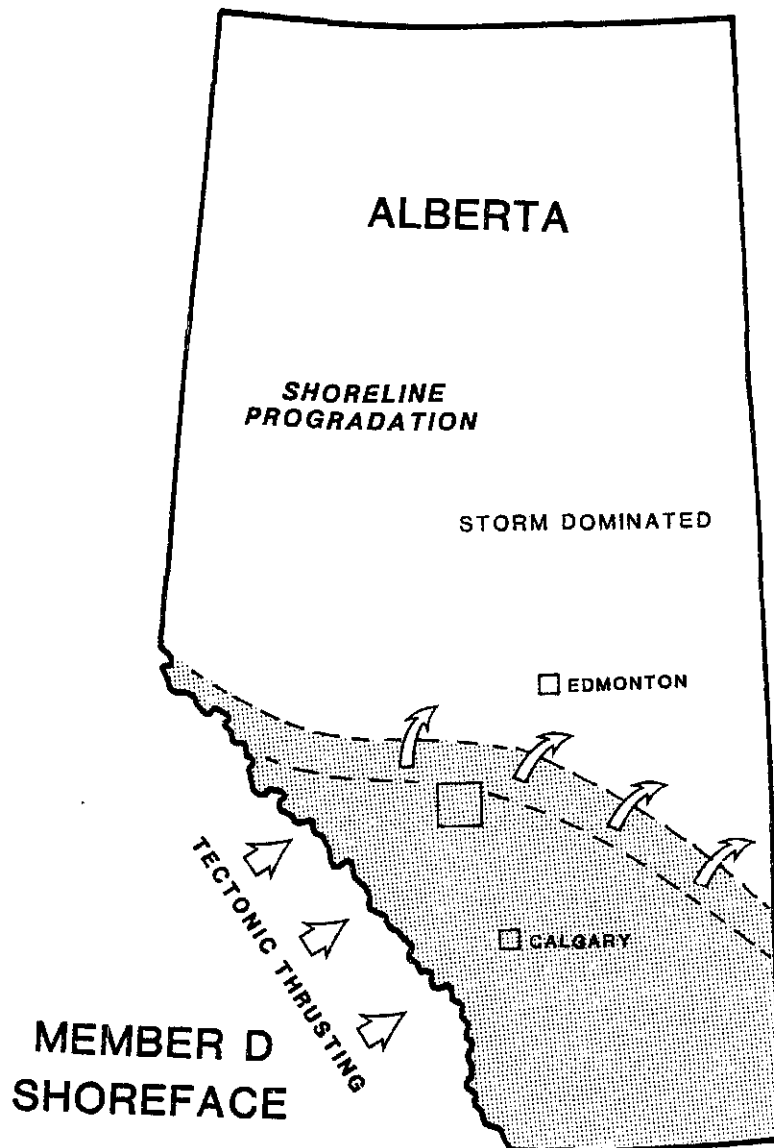 ALBERTA
SHORELINE
PROGRADATION
STORM DOMINATED
EDMONTON
CALGARY
TECTONIC THRUSTING
MEMBER D
SHOREFACE